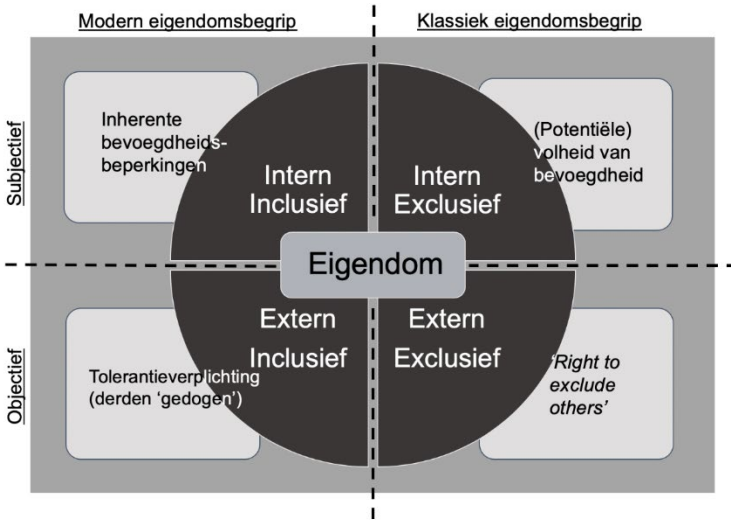 Modern eigendomsbegrip
Klassiek eigendomsbegrip
Subjectief
Inherente
bevoegdheids-
beperkingen
Intern
Inclusief
Intern
Exclusief
(Potentiële)
volheid van
bevoegdheid
Eigendom
Objectief
Tolerantieverplichting
(derden ‘gedogen’)
Extern
Inclusief
Extern
Exclusief
‘Right to
exclude
others’